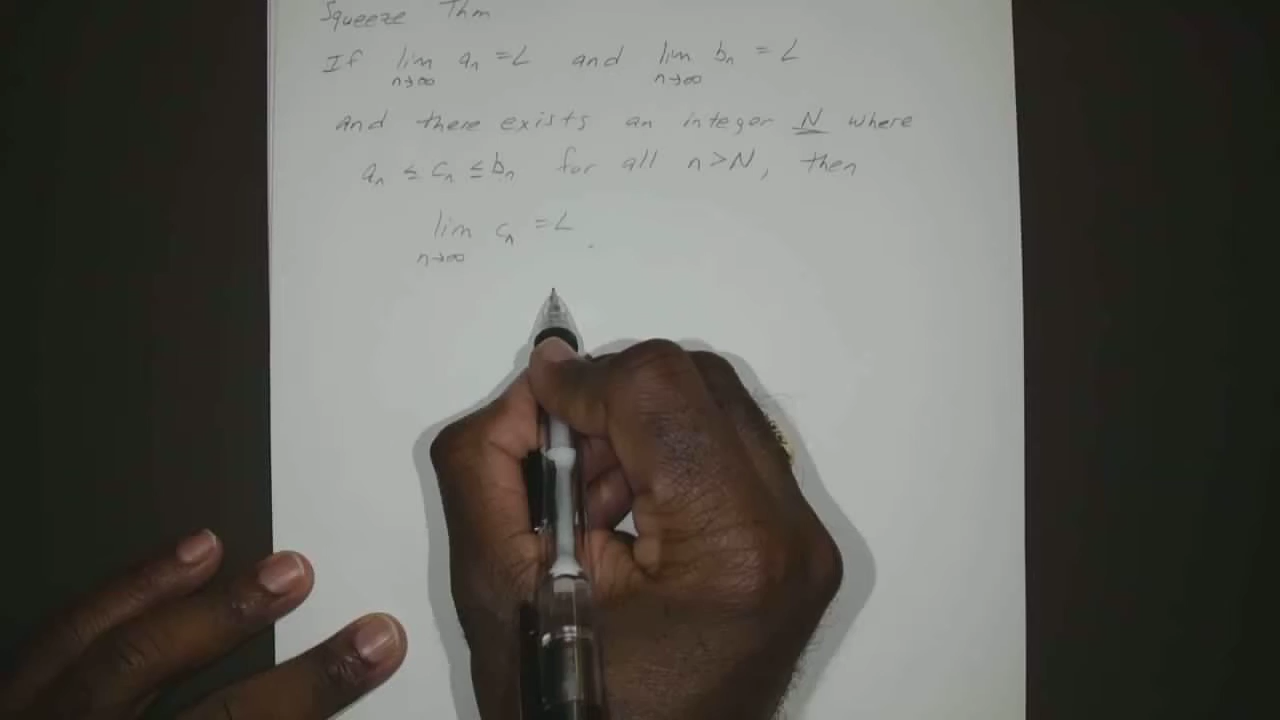 Squeeze Thm
If lim n→∞ aₙ = L and lim n→∞ bₙ = L
and there exists an integer N where
aₙ ≤ cₙ ≤ bₙ for all n > N, then
lim n→∞ cₙ = L.